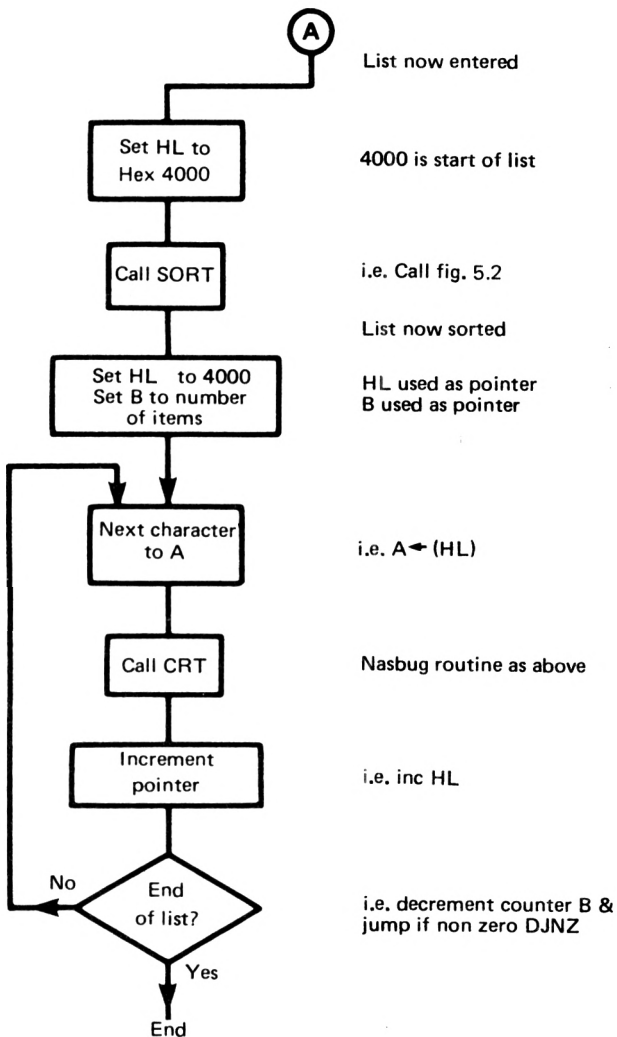 A
List now entered
Set HL to
Hex 4000
4000 is start of list
Call SORT
i.e. Call fig. 5.2
List now sorted
Set HL to 4000
Set B to number
of items
HL used as pointer
B used as pointer
Next character
to A
i.e. A← (HL)
Call CRT
Nasbug routine as above
Increment
pointer
i.e. inc HL
No
End
of list?
i.e. decrement counter B &
jump if non zero DJNZ
Yes
End